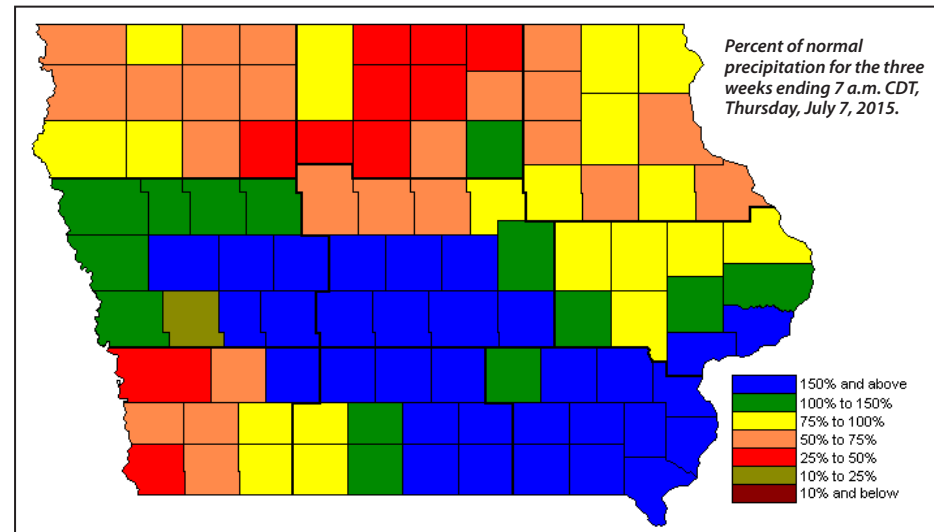 Percent of normal
precipitation for the three
weeks ending 7 a.m. CDT,
Thursday, July 7, 2015.
150% and above
100% to 150%
75% to 100%
50% to 75%
25% to 50%
10% to 25%
10% and below